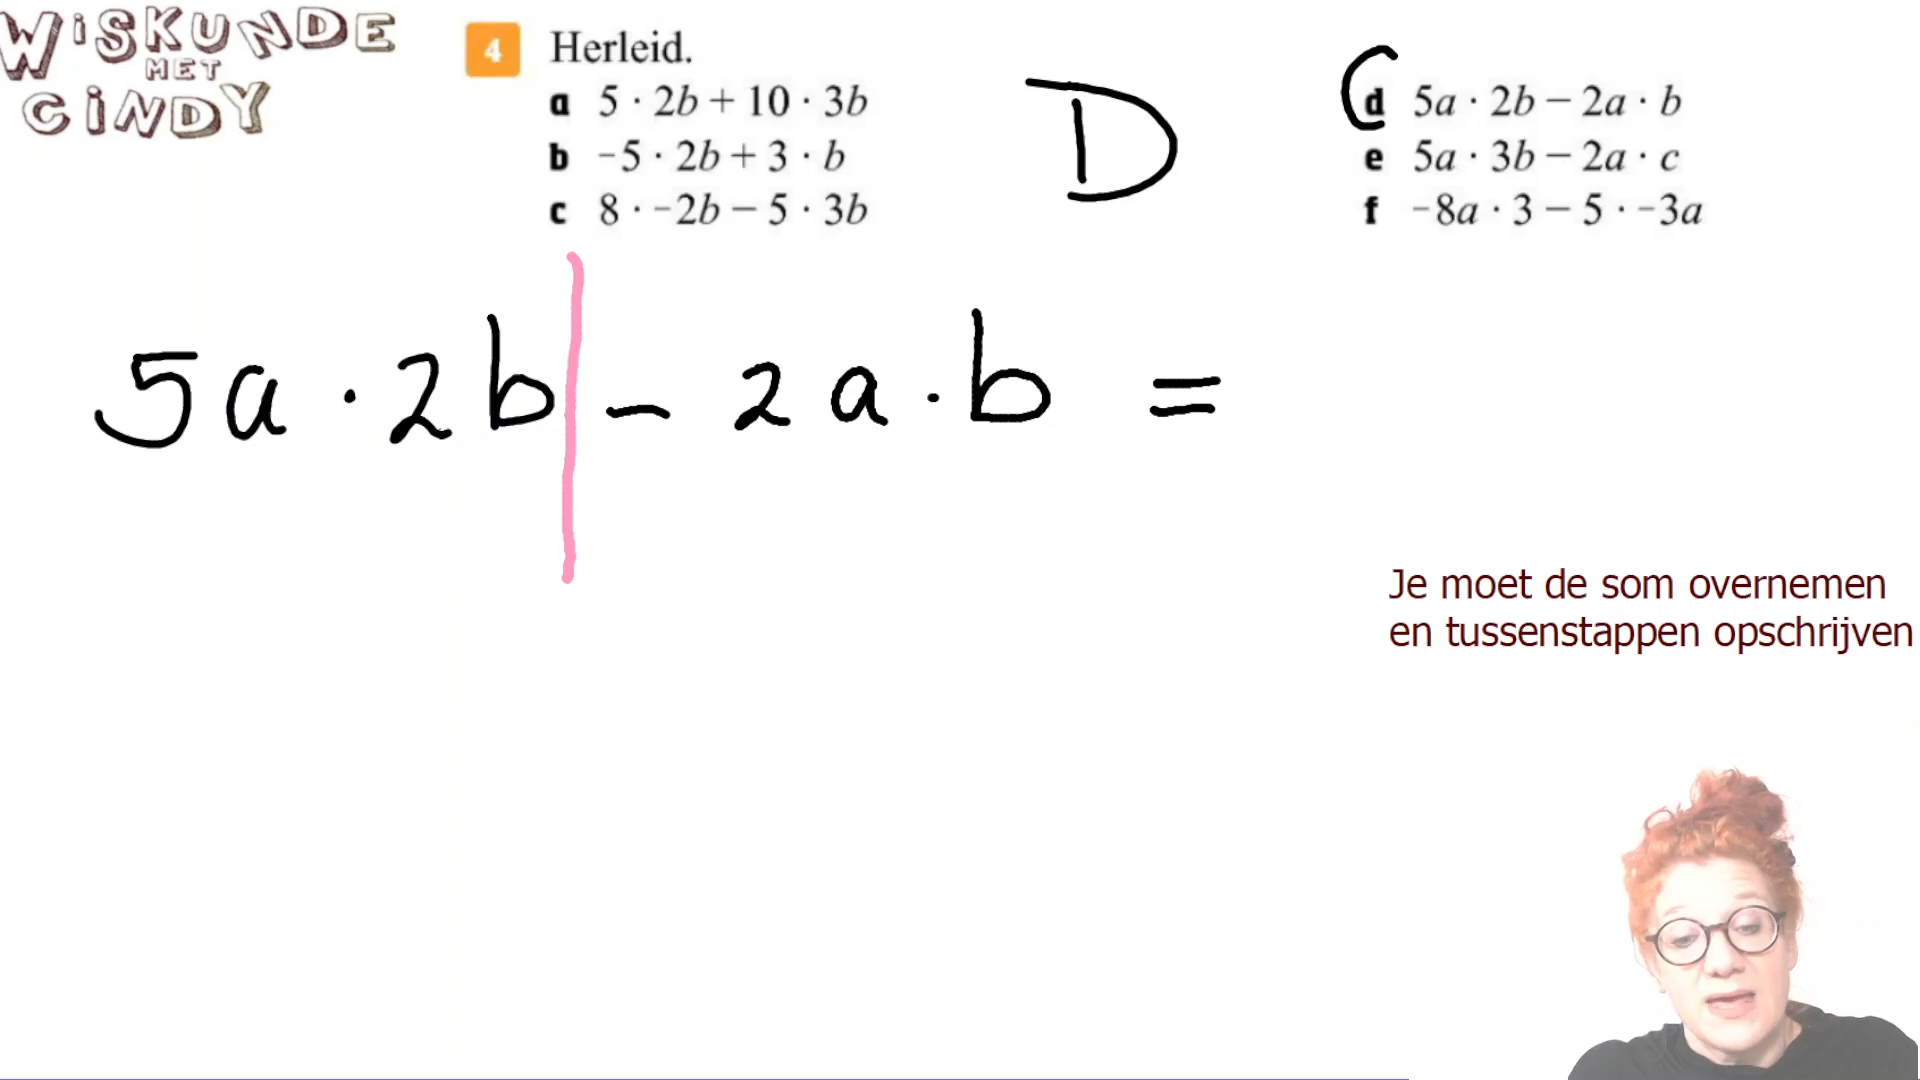 WiSKUNDE
MET
CiNDY
4 Herleid.
a 5 · 2b + 10 · 3b
b -5 · 2b + 3 · b
c 8 · -2b – 5 · 3b
D
d 5a · 2b – 2a · b
e 5a · 3b – 2a · c
f -8a · 3 – 5 · -3a
5a · 2b – 2a · b =
Je moet de som overnemen
en tussenstappen opschrijven